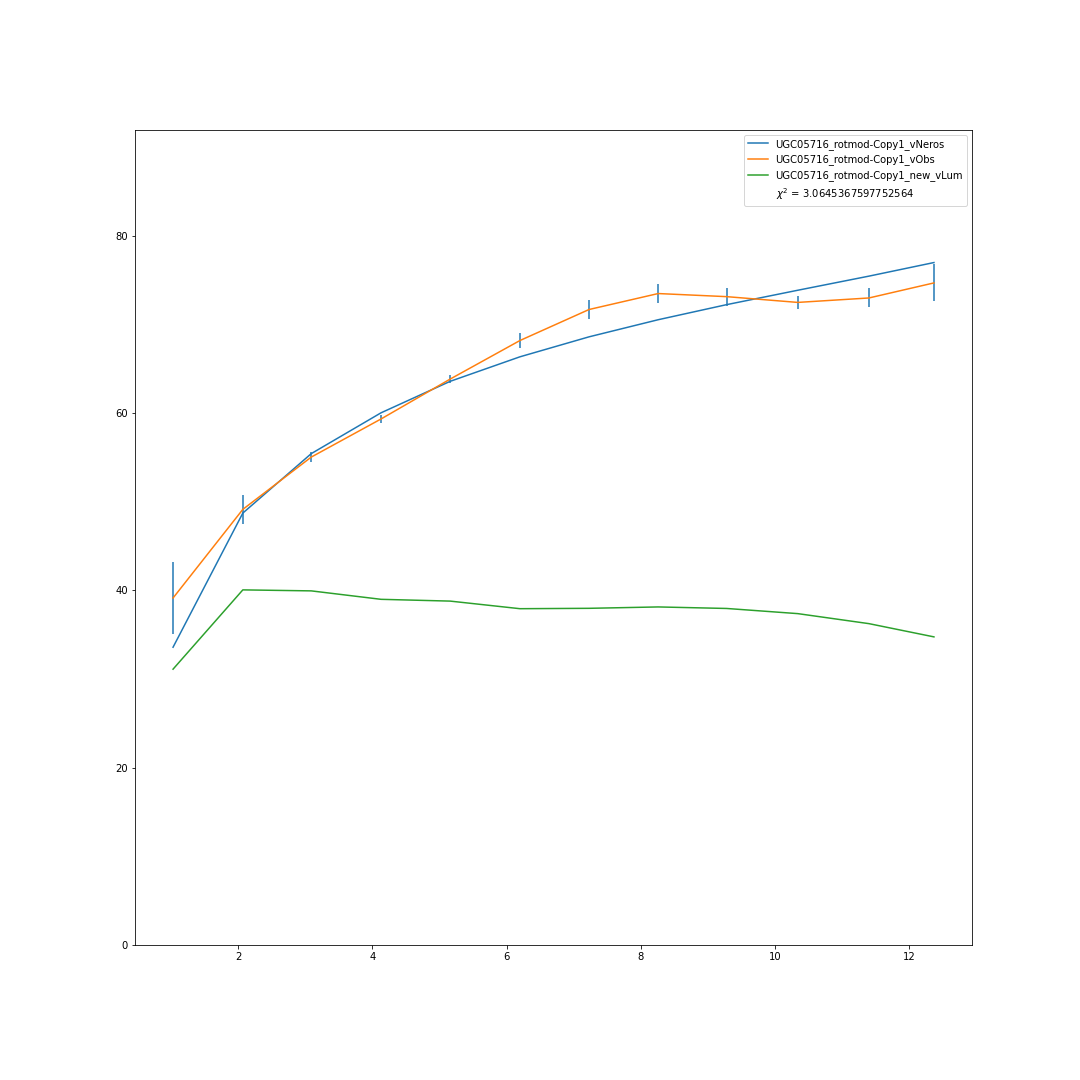 UGC05716_rotmod-Copy1_vNeros
UGC05716_rotmod-Copy1_vObs
UGC05716_rotmod-Copy1_new_vLum
χ² = 3.0645367597752564
80
60
40
20
0
2 4 6 8 10 12